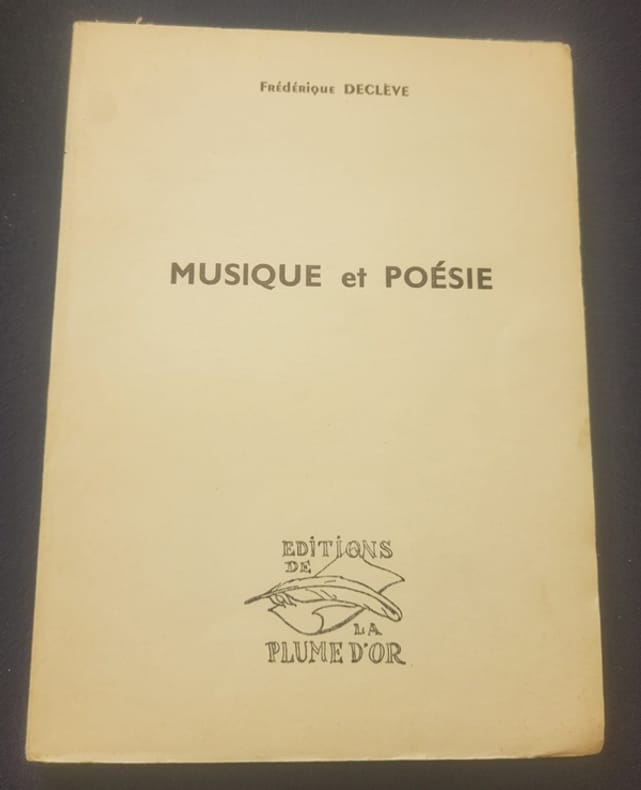 Frédérique DECLÈVE
MUSIQUE et POÉSIE
EDITIONS
DE
LA
PLUME D'OR